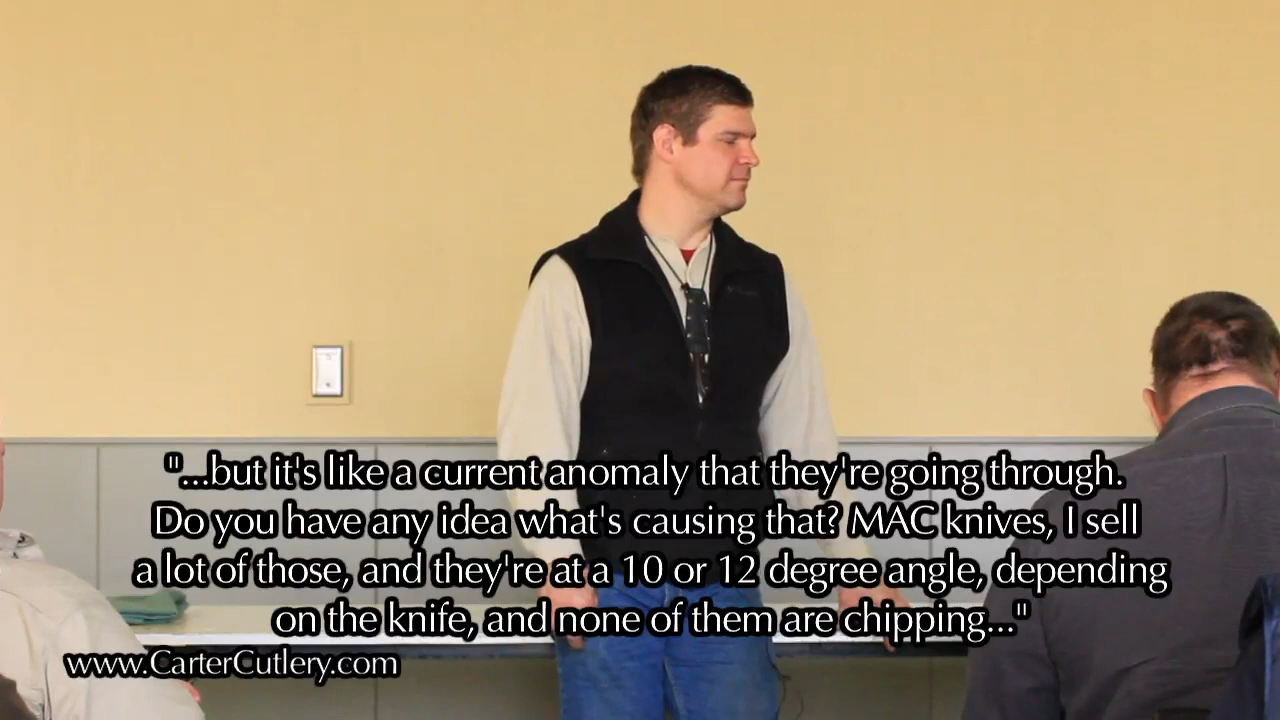 "...but it's like a current anomaly that they're going through.
Do you have any idea what's causing that? MAC knives, I sell
a lot of those, and they're at a 10 or 12 degree angle, depending
on the knife, and none of them are chipping..."
www.CarterCutlery.com